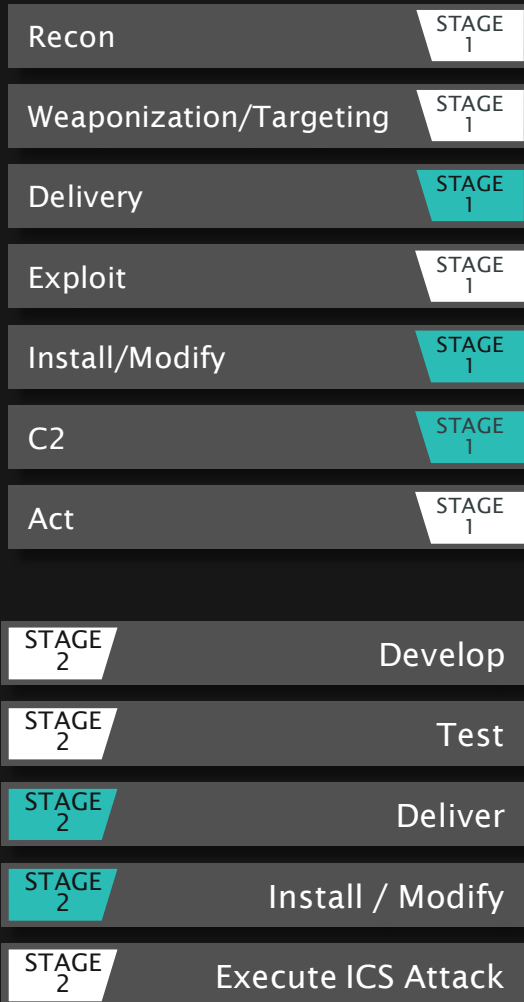 Recon
STAGE
1
Weaponization/Targeting
STAGE
1
Delivery
STAGE
1
Exploit
STAGE
1
Install/Modify
STAGE
1
C2
STAGE
1
Act
STAGE
1
STAGE
2
Develop
STAGE
2
Test
STAGE
2
Deliver
STAGE
2
Install / Modify
STAGE
2
Execute ICS Attack